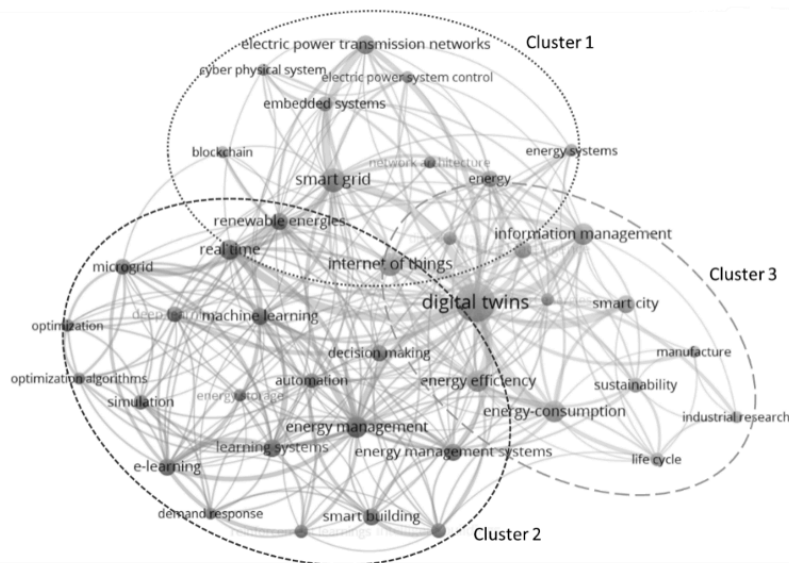 electric power transmission networks
Cluster 1
cyber physical system
electric power system control
embedded systems
blockchain
energy systems
network architecture
smart grid
energy
renewable energies
information management
real time
internet of things
microgrid
Cluster 3
digital twins
smart city
machine learning
optimization
decision making
manufacture
optimization algorithms
automation
energy efficiency
sustainability
energy storage
simulation
energy-consumption
industrial research
energy management
learning systems
energy management systems
life cycle
e-learning
demand response
smart building
Cluster 2